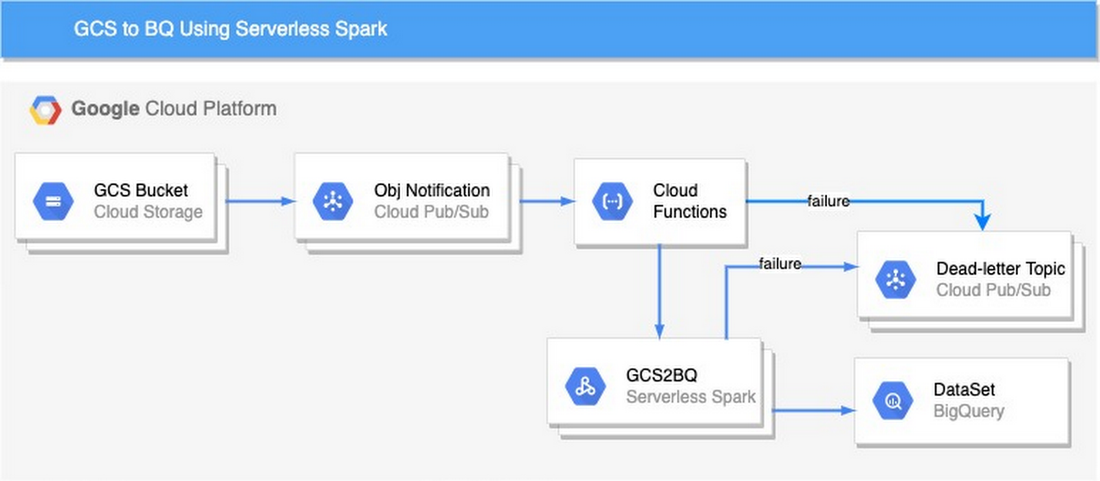 GCS to BQ Using Serverless Spark
Google Cloud Platform
GCS Bucket
Cloud Storage
Obj Notification
Cloud Pub/Sub
Cloud
Functions
failure
failure
Dead-letter Topic
Cloud Pub/Sub
GCS2BQ
Serverless Spark
DataSet
BigQuery